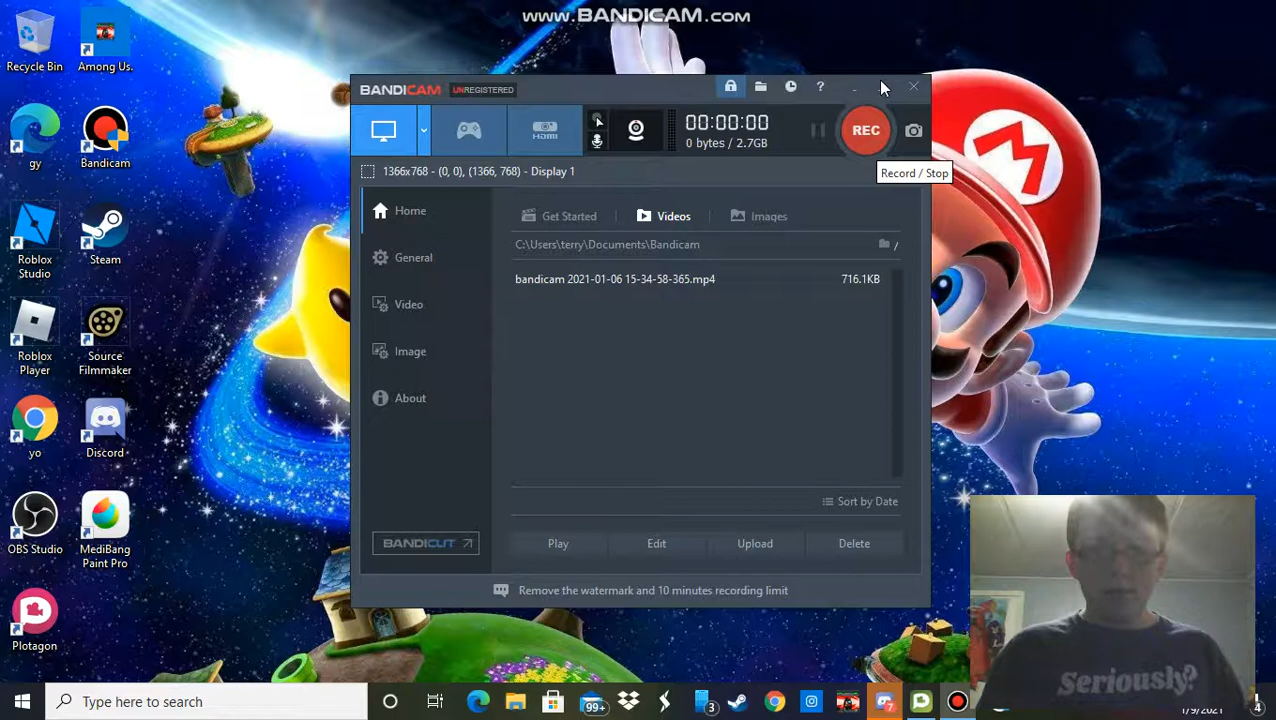 www.BANDICAM.com
Recycle Bin
Among Us.
BANDICAM UNREGISTERED
?
gy
Bandicam
HDMI
00:00:00
0 bytes / 2.7GB
REC
Record / Stop
1366x768 - (0, 0), (1366, 768) - Display 1
Home
General
Video
Image
About
Get Started
Videos
Images
C:\Users\terry\Documents\Bandicam
/
bandicam 2021-01-06 15-34-58-365.mp4
716.1KB
Sort by Date
BANDICUT
Play
Edit
Upload
Delete
Remove the watermark and 10 minutes recording limit
Roblox Studio
Steam
Roblox Player
Source Filmmaker
yo
Discord
OBS Studio
MediBang Paint Pro
Plotagon
M
Seriously?
Type here to search
99+
3
7
1/9/2021
4